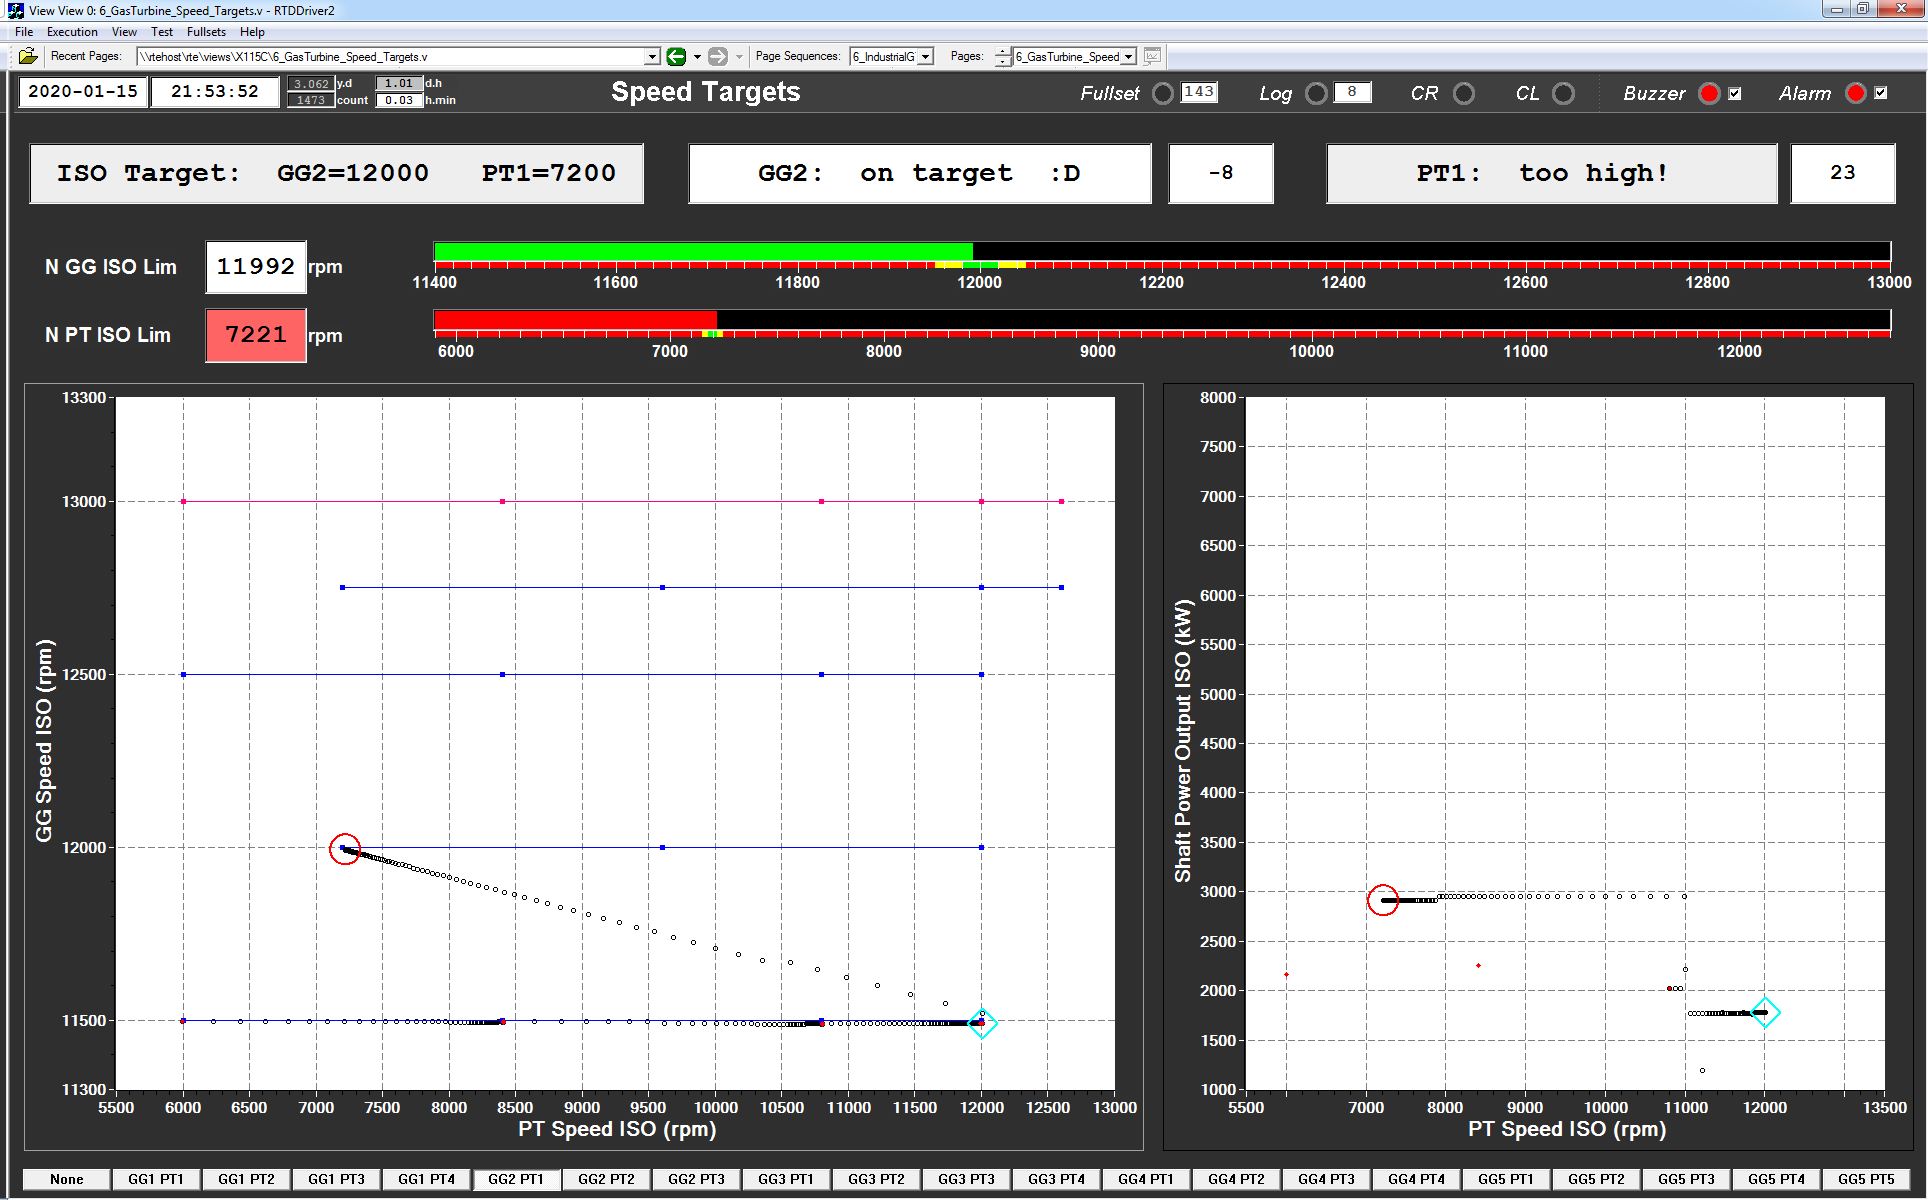 View View 0: 6_GasTurbine_Speed_Targets.v - RTDDriver2
File Execution View Test Fullsets Help
Recent Pages: \\rtehost\rte\views\X115C\6_GasTurbine_Speed_Targets.v Page Sequences: 6_IndustrialG Pages: 6_GasTurbine_Speed
2020-01-15 21:53:52 3.062 y.d 1.01 d.h
1473 count 0.03 h.min
Speed Targets
Fullset 143 Log 8 CR CL Buzzer Alarm
ISO Target: GG2=12000 PT1=7200
GG2: on target :D -8
PT1: too high! 23
N GG ISO Lim 11992 rpm
11400 11600 11800 12000 12200 12400 12600 12800 13000
N PT ISO Lim 7221 rpm
6000 7000 8000 9000 10000 11000 12000
GG Speed ISO (rpm)
13300
13000
12500
12000
11500
11300
5500 6000 6500 7000 7500 8000 8500 9000 9500 10000 10500 11000 11500 12000 12500 13000
PT Speed ISO (rpm)
Shaft Power Output ISO (kW)
8000
7500
7000
6500
6000
5500
5000
4500
4000
3500
3000
2500
2000
1500
1000
5500 7000 8000 9000 10000 11000 12000 13500
PT Speed ISO (rpm)
None GG1 PT1 GG1 PT2 GG1 PT3 GG1 PT4 GG2 PT1 GG2 PT2 GG2 PT3 GG3 PT1 GG3 PT2 GG3 PT3 GG3 PT4 GG4 PT1 GG4 PT2 GG4 PT3 GG4 PT4 GG5 PT1 GG5 PT2 GG5 PT3 GG5 PT4 GG5 PT5